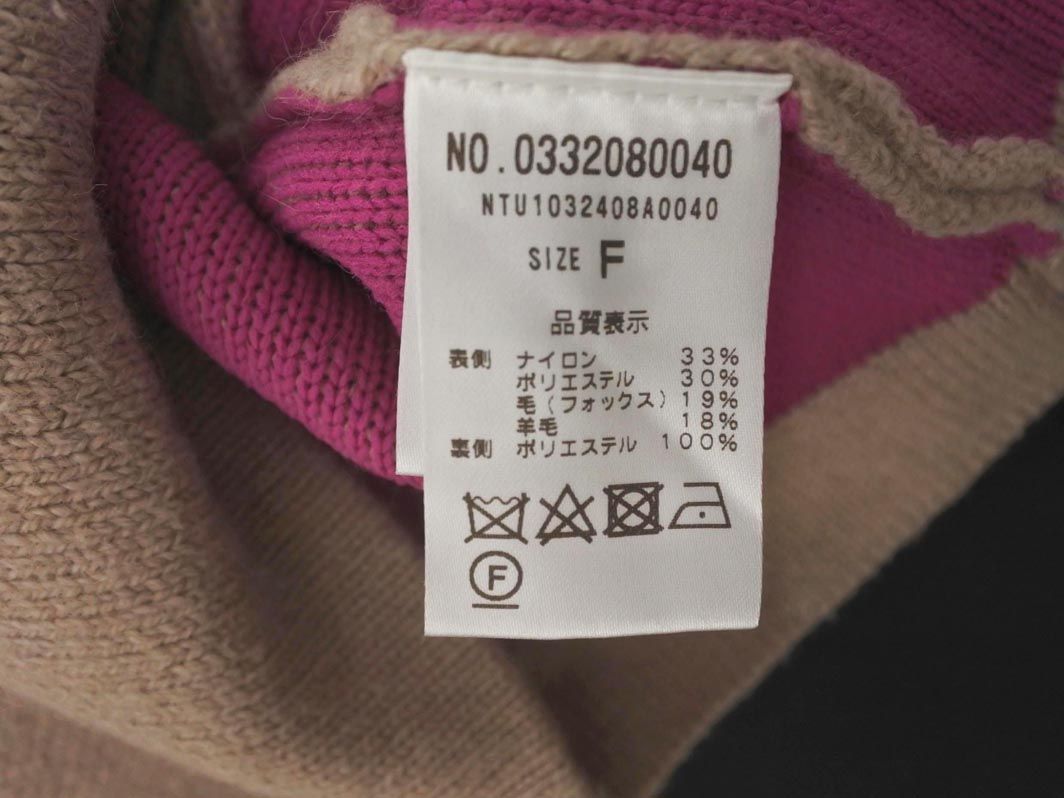 NO.0332080040
NTU1032408A0040
SIZE F
品質表示
表側 ナイロン 33%
ポリエステル 30%
毛(フォックス) 19%
羊毛 18%
裏側 ポリエステル 100%
F